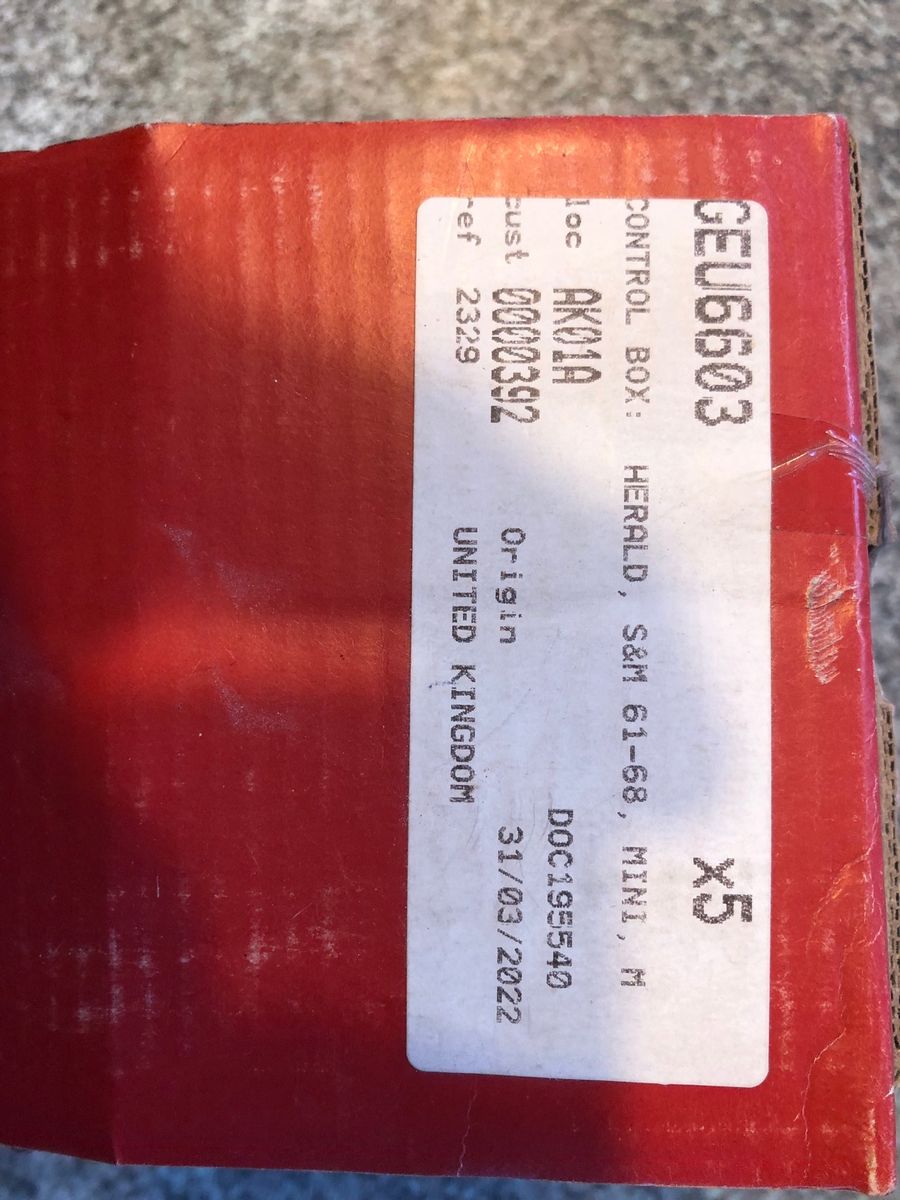 GEU6603 x5
CONTROL BOX: HERALD, S&M 61-68, MINI, M
loc AK01A DOC195540
cust 0000392 Origin 31/03/2022
ref 2329 UNITED KINGDOM